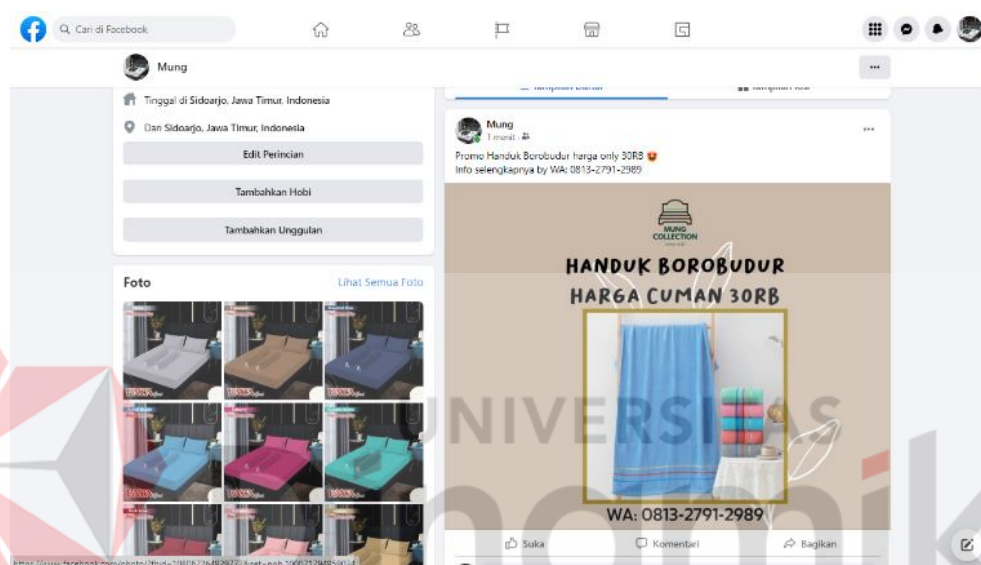 Cari di Facebook
Mung
Tinggal di Sidoarjo, Jawa Timur, Indonesia
Dari Sidoarjo, Jawa Timur, Indonesia
Edit Perincian
Tambahkan Hobi
Tambahkan Unggulan
Foto
Lihat Semua Foto
Mung
1 menit
Promo Handuk Borobudur harga only 30RB
Info selengkapnya by WA: 0813-2791-2989
MUNG
COLLECTION
HANDUK BOROBUDUR
HARGA CUMAN 30RB
WA: 0813-2791-2989
Suka
Komentari
Bagikan
UNIVERSITAS